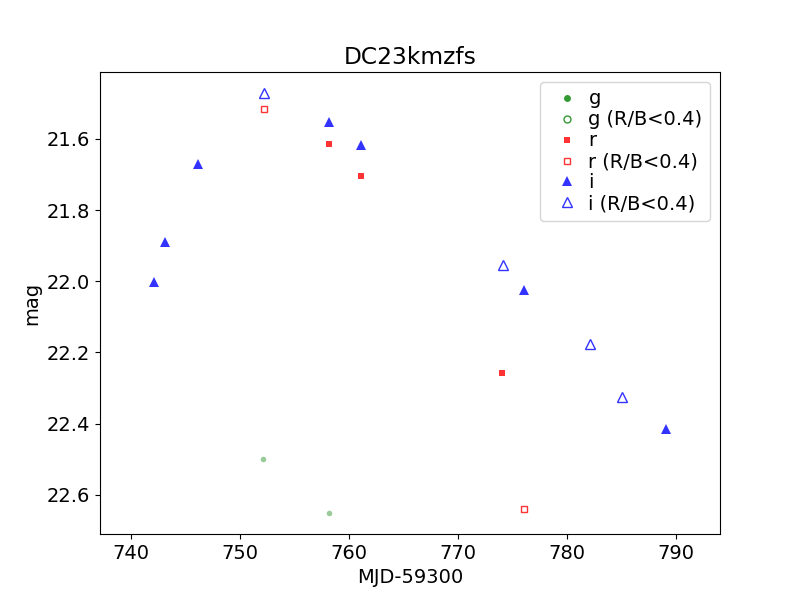 DC23kmzfs
g
g (R/B<0.4)
r
r (R/B<0.4)
i
i (R/B<0.4)
mag
21.6
21.8
22.0
22.2
22.4
22.6
740 750 760 770 780 790
MJD-59300